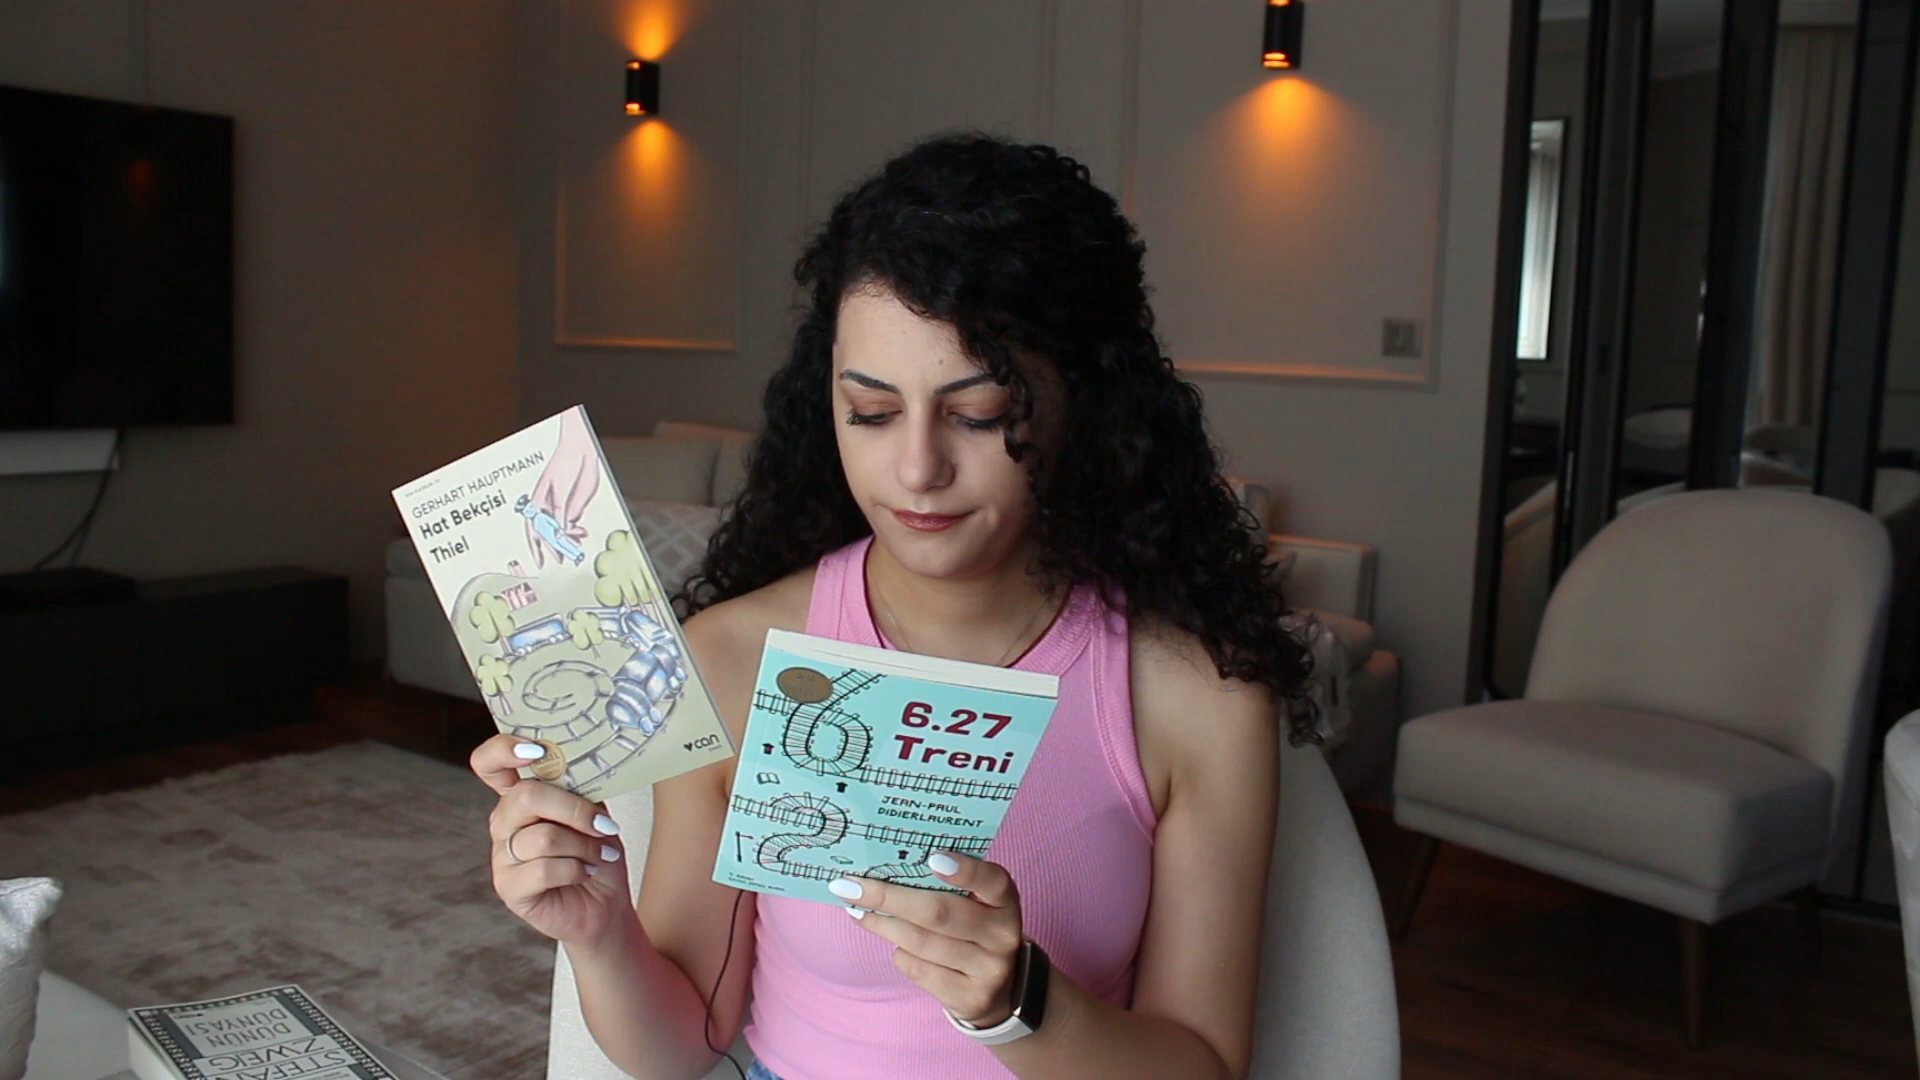 GERHART HAUPTMANN
Hat Bekçisi
Thiel
can
6.27
Treni
JEAN-PAUL
DIDIERLAURENT
DÜNÜN
DÜNYASI
STEFAN
ZWEIG